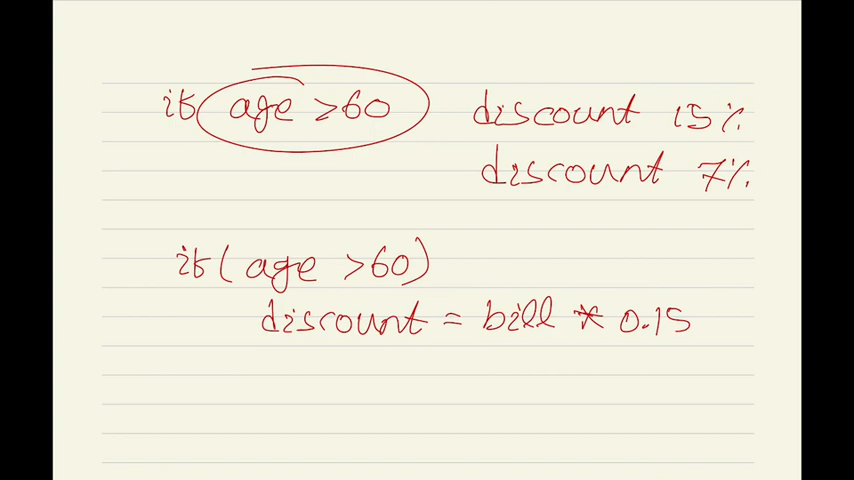 if age >60 discount 15%
discount 7%
if(age >60)
discount = bill * 0.15